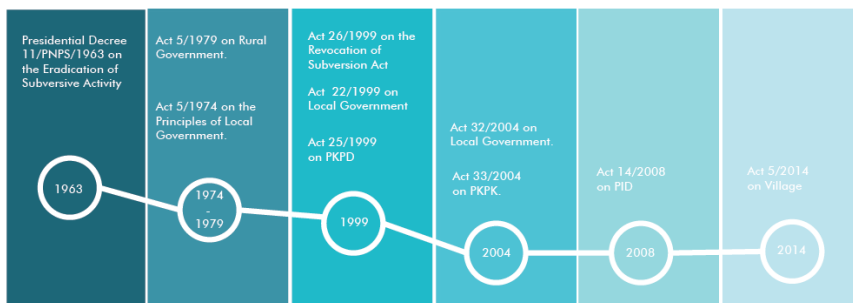 Presidential Decree
11/PNPS/1963 on
the Eradication of
Subversive Activity
1963
Act 5/1979 on Rural
Government.
Act 5/1974 on the
Principles of Local
Government.
1974
-
1979
Act 26/1999 on the
Revocation of
Subversion Act
Act 22/1999 on
Local Government
Act 25/1999
on PKPD
1999
Act 32/2004 on
Local Government.
Act 33/2004
on PKPK.
2004
Act 14/2008
on PID
2008
Act 5/2014
on Village
2014